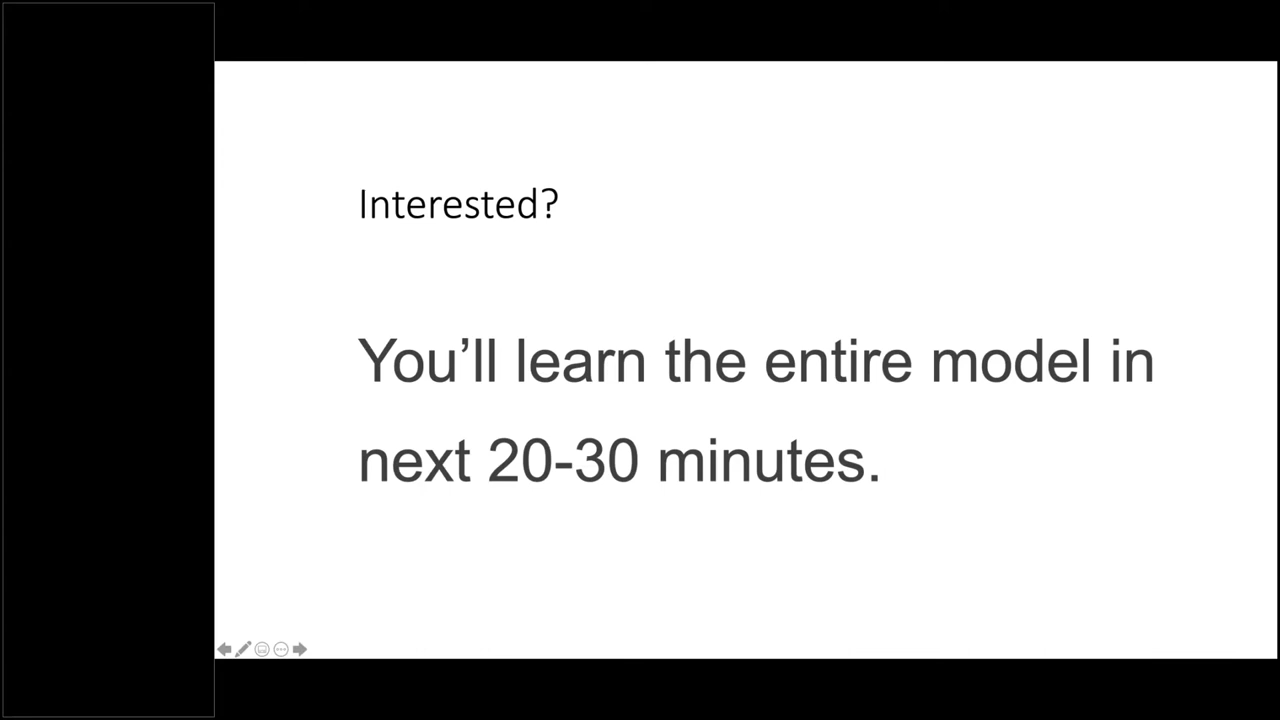 Interested?
You’ll learn the entire model in
next 20-30 minutes.